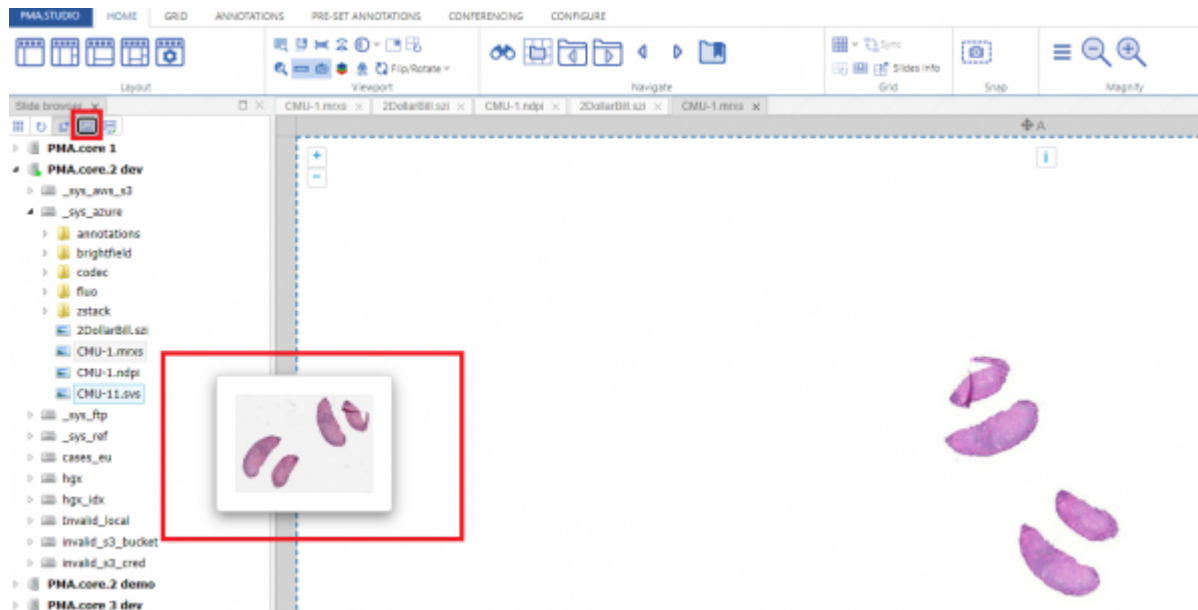 PMA.STUDIO HOME GRID ANNOTATIONS PRE-SET ANNOTATIONS CONFERENCING CONFIGURE
Flip/Rotate Sync Slides Info
Layout Viewport Navigate Grid Snap Magnify
Slide browser CMU-1.mrxs 2DollarBill.szi CMU-1.ndpi 2DollarBill.szi CMU-1.mrxs
A
PMA.core 1
PMA.core.2 dev
_sys_aws_s3
_sys_azure
annotations
brightfield
codec
fluo
zstack
2DollarBill.szi
CMU-1.mrxs
CMU-1.ndpi
CMU-11.svs
_sys_ftp
_sys_ref
cases_eu
hgx
hgx_idx
Invalid_local
invalid_s3_bucket
invalid_s3_cred
PMA.core.2 demo
PMA.core 3 dev